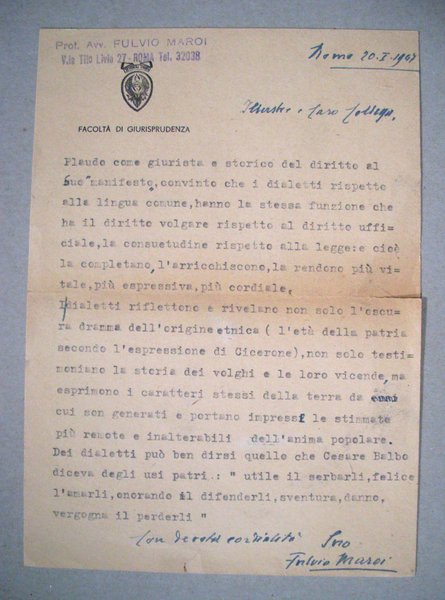 Prof. Avv. FULVIO MAROI
V.le Tito Livio 27 - ROMA Tel. 32038
Roma 20.I.1947
FACOLTÀ DI GIURISPRUDENZA
Illustre e Caro Collega,
Plaudo come giurista e storico del diritto al
suo "manifesto", convinto che i dialetti rispetto
alla lingua comune, hanno la stessa funzione che
ha il diritto volgare rispetto al diritto uffi-
ciale, la consuetudine rispetto alla legge: e cioè
la completano, l'arricchiscono, la rendono più vi-
tale, più espressiva, più cordiale.
I dialetti riflettono e rivelano non solo l'oscu-
ra dramma dell'origine etnica ( l'età della patria
secondo l'espressione di Cicerone), non solo testi-
moniano la storia dei volghi e le loro vicende, ma
esprimono i caratteri stessi della terra da
cui son generati e portano impressi le stimmate
più remote e inalterabili dell'anima popolare.
Dei dialetti può ben dirsi quello che Cesare Balbo
diceva degli usi patri.: " utile il serbarli, felice
l'amarli, onorando il difenderli, sventura, danno,
vergogna il perderli "
Con devota cordialità Suo
Fulvio Maroi